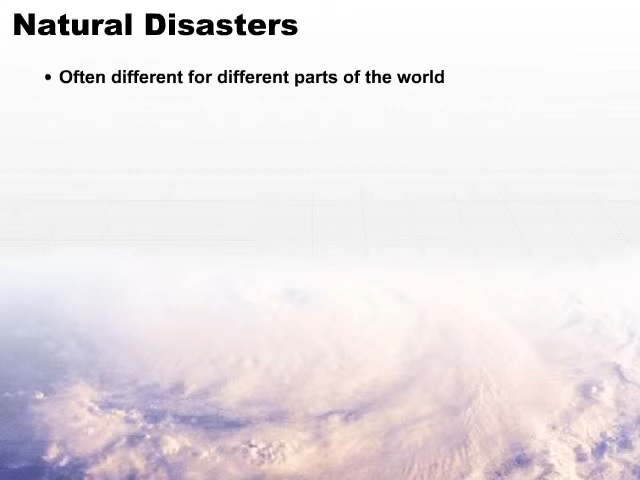 Natural Disasters
• Often different for different parts of the world